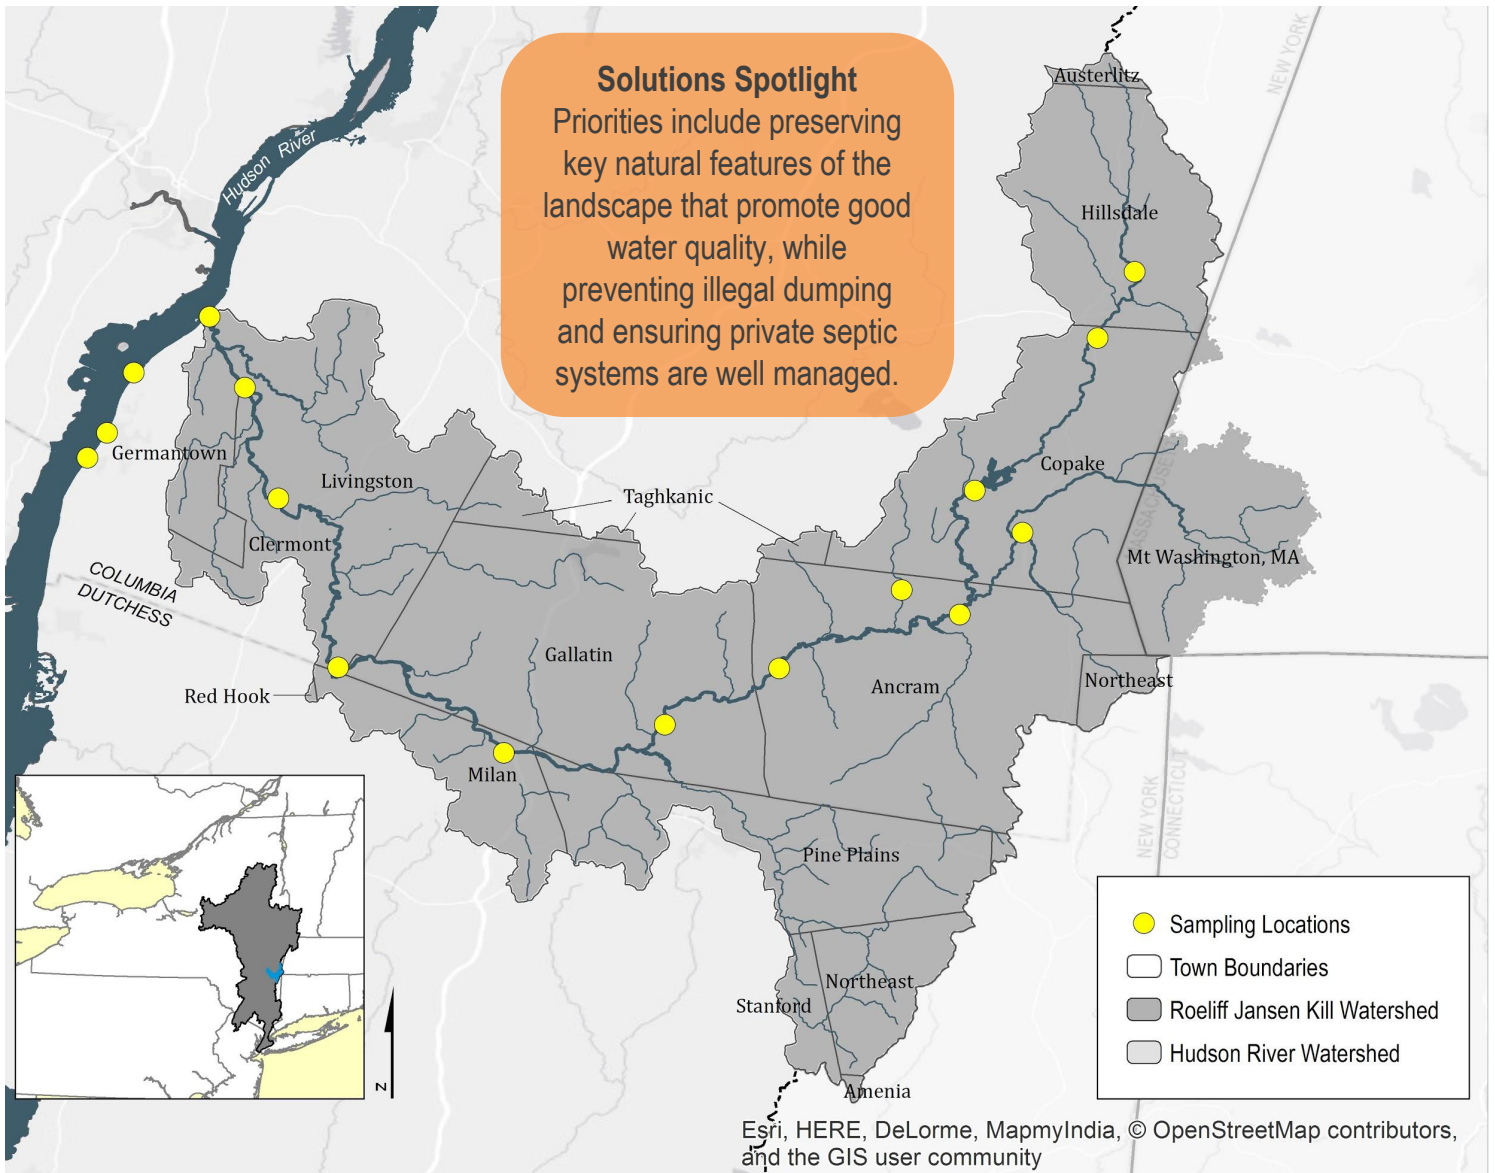 Solutions Spotlight
Priorities include preserving
key natural features of the
landscape that promote good
water quality, while
preventing illegal dumping
and ensuring private septic
systems are well managed.
Hudson River
NEW YORK
Austerlitz
Hillsdale
Germantown
Livingston
Taghkanic
Copake
Clermont
Mt Washington, MA
COLUMBIA
DUTCHESS
Gallatin
Ancram
Northeast
Red Hook
Milan
NEW YORK
CONNECTICUT
Pine Plains
Northeast
Stanford
Amenia
N
Sampling Locations
Town Boundaries
Roeliff Jansen Kill Watershed
Hudson River Watershed
Esri, HERE, DeLorme, MapmyIndia, © OpenStreetMap contributors,
and the GIS user community